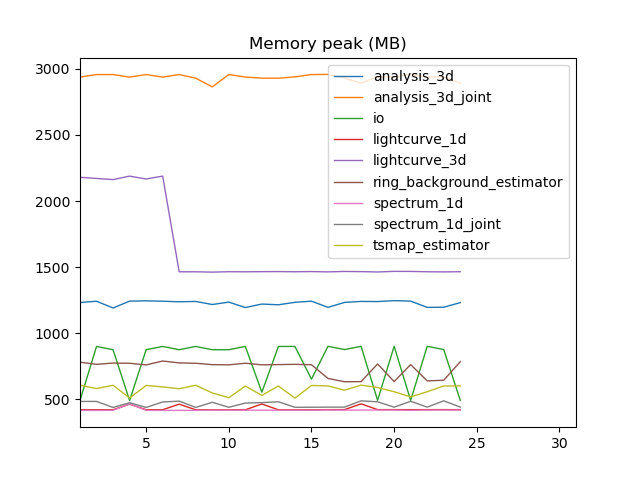 Memory peak (MB)
3000
2500
2000
1500
1000
500
analysis_3d
analysis_3d_joint
io
lightcurve_1d
lightcurve_3d
ring_background_estimator
spectrum_1d
spectrum_1d_joint
tsmap_estimator
5 10 15 20 25 30